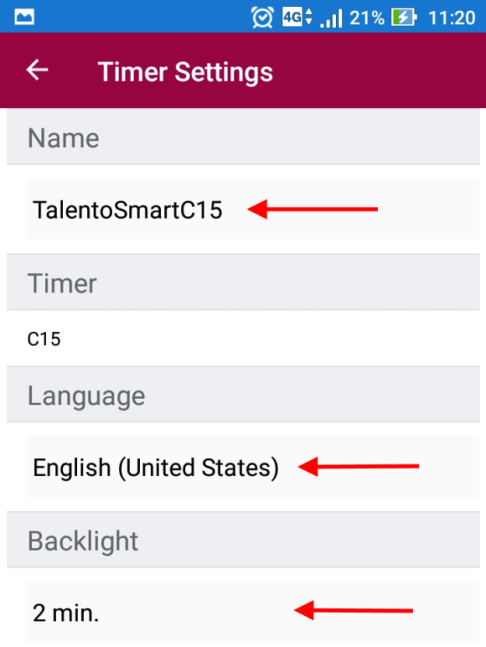 4G 21% 11:20
Timer Settings
Name
TalentoSmartC15
Timer
C15
Language
English (United States)
Backlight
2 min.